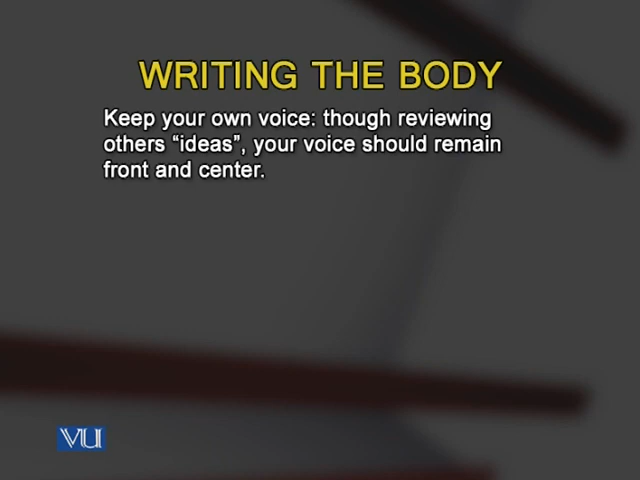 WRITING THE BODY
Keep your own voice: though reviewing
others “ideas”, your voice should remain
front and center.
VU